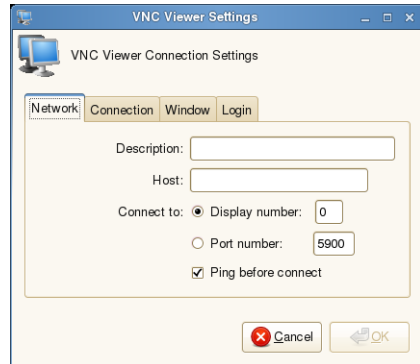 VNC Viewer Settings
VNC Viewer Connection Settings
Network Connection Window Login
Description:
Host:
Connect to: Display number: 0
Port number: 5900
Ping before connect
Cancel OK